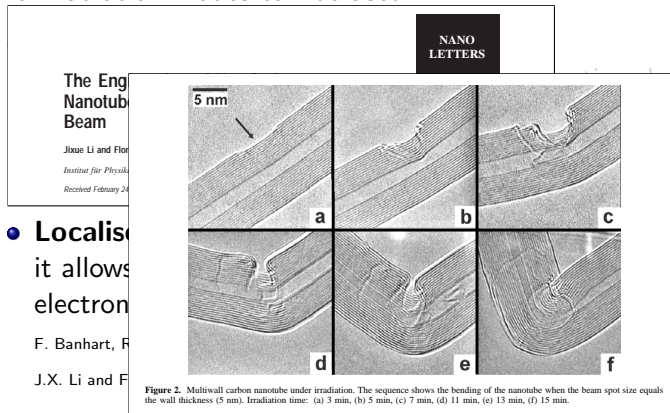 NANO
LETTERS
The Eng
Nanotube
Beam
Jixue Li and Flor
Institut für Physika
Received February 24
5 nm
a
b
c
d
e
f
Localise
it allows
electron
F. Banhart, R
J.X. Li and F
Figure 2. Multiwall carbon nanotube under irradiation. The sequence shows the bending of the nanotube when the beam spot size equals
the wall thickness (5 nm). Irradiation time: (a) 3 min, (b) 5 min, (c) 7 min, (d) 11 min, (e) 13 min, (f) 15 min.